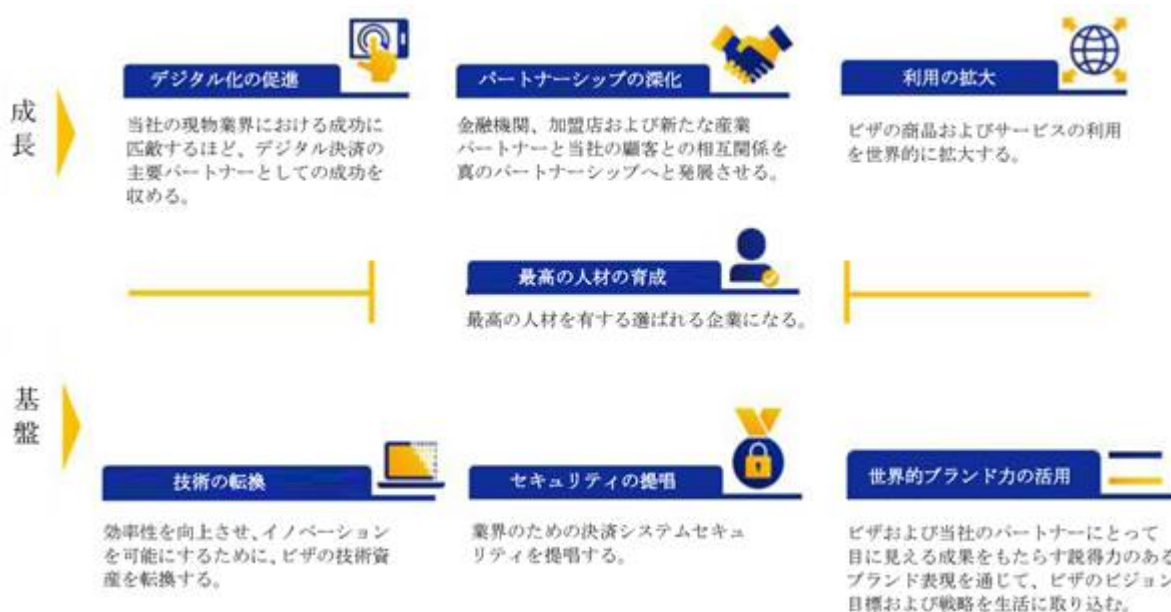 成長
デジタル化の促進
当社の現物業界における成功に
匹敵するほど、デジタル決済の
主要パートナーとしての成功を
収める。
パートナーシップの深化
金融機関、加盟店および新たな産業
パートナーと当社の顧客との相互関係を
真のパートナーシップへと発展させる。
利用の拡大
ビザの商品およびサービスの利用
を世界的に拡大する。
最高の人材の育成
最高の人材を有する選ばれる企業になる。
基盤
技術の転換
効率性を向上させ、イノベーション
を可能にするために、ビザの技術資
産を転換する。
セキュリティの提唱
業界のための決済システムセキュ
リティを提唱する。
世界的ブランド力の活用
ビザおよび当社のパートナーにとって
目に見える成果をもたらす説得力のある
ブランド表現を通じて、ビザのビジョン
目標および戦略を生活に取り込む。